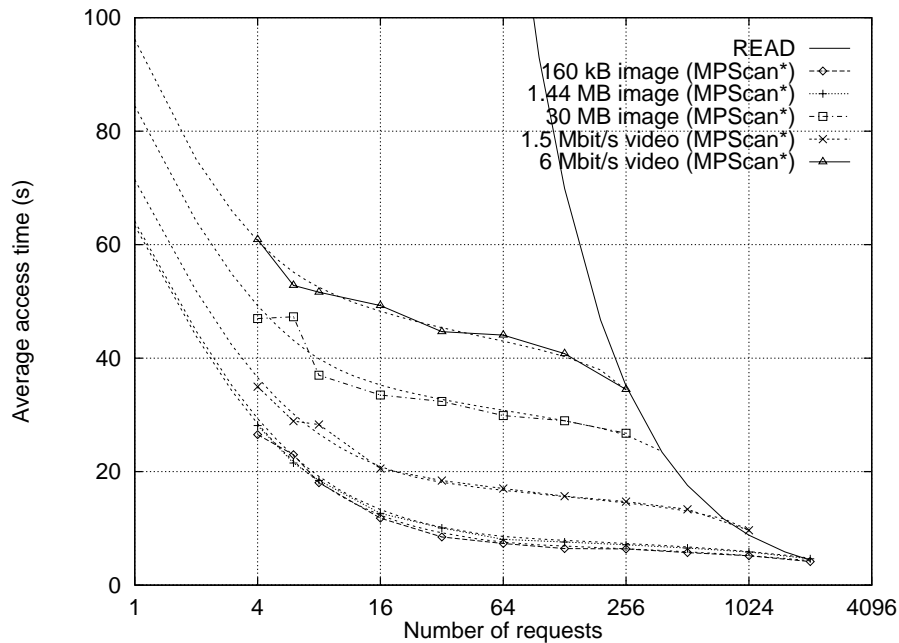 100
80
60
40
20
0
Average access time (s)
READ
160 kB image (MPScan*)
1.44 MB image (MPScan*)
30 MB image (MPScan*)
1.5 Mbit/s video (MPScan*)
6 Mbit/s video (MPScan*)
1 4 16 64 256 1024 4096
Number of requests